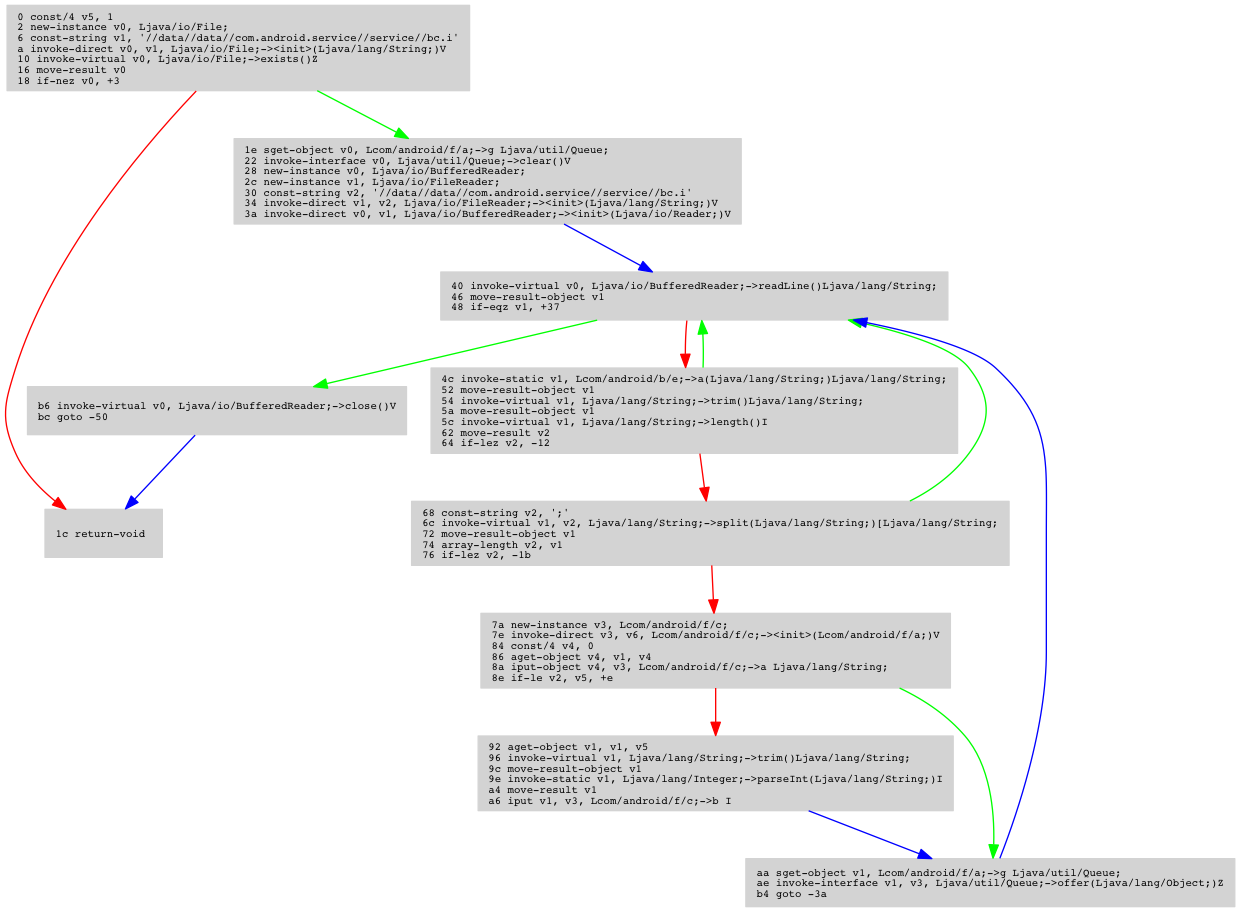 0 const/4 v5, 1
2 new-instance v0, Ljava/io/File;
6 const-string v1, '//data//data//com.android.service//service//bc.i'
a invoke-direct v0, v1, Ljava/io/File;-><init>(Ljava/lang/String;)V
10 invoke-virtual v0, Ljava/io/File;->exists()Z
16 move-result v0
18 if-nez v0, +3
1e sget-object v0, Lcom/android/f/a;->g Ljava/util/Queue;
22 invoke-interface v0, Ljava/util/Queue;->clear()V
28 new-instance v0, Ljava/io/BufferedReader;
2c new-instance v1, Ljava/io/FileReader;
30 const-string v2, '//data//data//com.android.service//service//bc.i'
34 invoke-direct v1, v2, Ljava/io/FileReader;-><init>(Ljava/lang/String;)V
3a invoke-direct v0, v1, Ljava/io/BufferedReader;-><init>(Ljava/io/Reader;)V
40 invoke-virtual v0, Ljava/io/BufferedReader;->readLine()Ljava/lang/String;
46 move-result-object v1
48 if-eqz v1, +37
b6 invoke-virtual v0, Ljava/io/BufferedReader;->close()V
bc goto -50
4c invoke-static v1, Lcom/android/b/e;->a(Ljava/lang/String;)Ljava/lang/String;
52 move-result-object v1
54 invoke-virtual v1, Ljava/lang/String;->trim()Ljava/lang/String;
5a move-result-object v1
5c invoke-virtual v1, Ljava/lang/String;->length()I
62 move-result v2
64 if-lez v2, -12
1c return-void
68 const-string v2, ';'
6c invoke-virtual v1, v2, Ljava/lang/String;->split(Ljava/lang/String;)[Ljava/lang/String;
72 move-result-object v1
74 array-length v2, v1
76 if-lez v2, -1b
7a new-instance v3, Lcom/android/f/c;
7e invoke-direct v3, v6, Lcom/android/f/c;-><init>(Lcom/android/f/a;)V
84 const/4 v4, 0
86 aget-object v4, v1, v4
8a iput-object v4, v3, Lcom/android/f/c;->a Ljava/lang/String;
8e if-le v2, v5, +e
92 aget-object v1, v1, v5
96 invoke-virtual v1, Ljava/lang/String;->trim()Ljava/lang/String;
9c move-result-object v1
9e invoke-static v1, Ljava/lang/Integer;->parseInt(Ljava/lang/String;)I
a4 move-result v1
a6 iput v1, v3, Lcom/android/f/c;->b I
aa sget-object v1, Lcom/android/f/a;->g Ljava/util/Queue;
ae invoke-interface v1, v3, Ljava/util/Queue;->offer(Ljava/lang/Object;)Z
b4 goto -3a